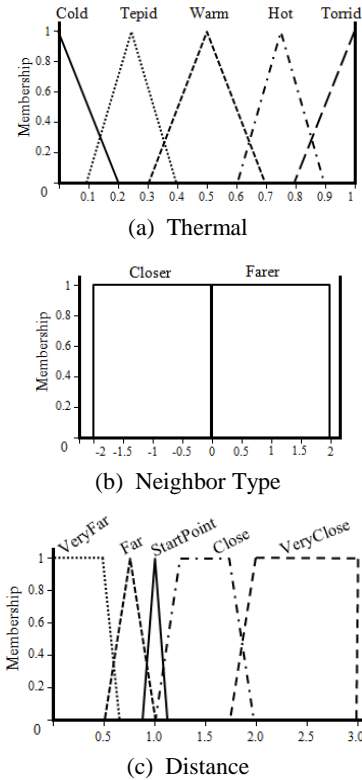 Cold Tepid Warm Hot Torrid
Membership
1
0.8
0.6
0.4
0.2
0
0.1 0.2 0.3 0.4 0.5 0.6 0.7 0.8 0.9 1
(a) Thermal
Closer Farer
Membership
1
0.8
0.6
0.4
0.2
0
-2 -1.5 -1 -0.5 0 0.5 1 1.5 2
(b) Neighbor Type
VeryFar Far StartPoint Close VeryClose
Membership
1
0.8
0.6
0.4
0.2
0
0.5 1.0 1.5 2.0 2.5 3.0
(c) Distance